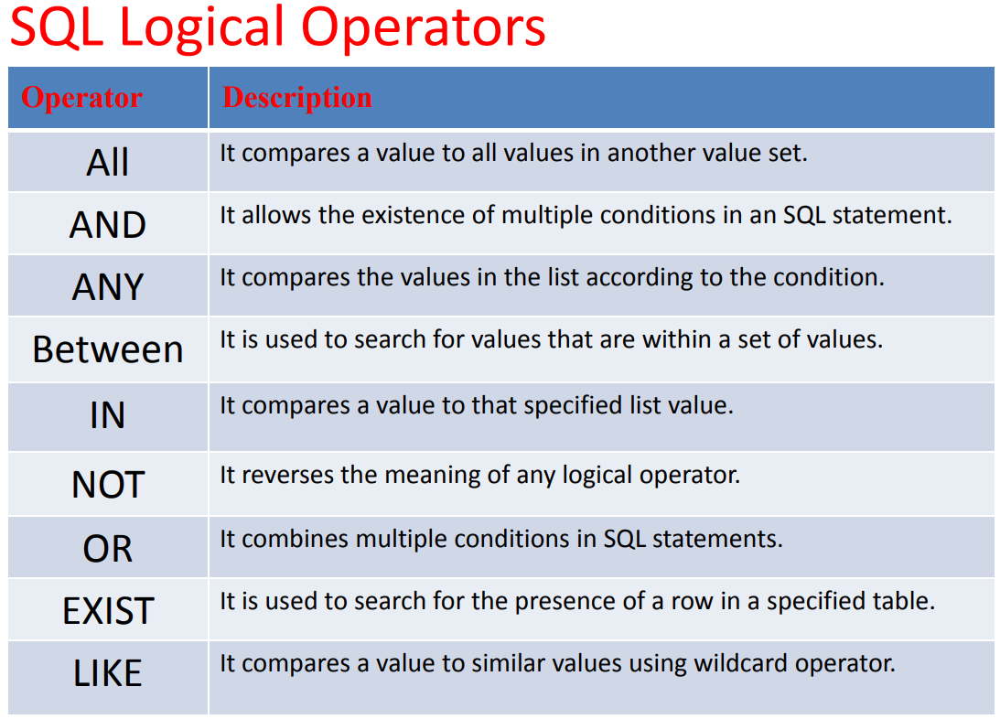 SQL Logical Operators
Operator Description
All It compares a value to all values in another value set.
AND It allows the existence of multiple conditions in an SQL statement.
ANY It compares the values in the list according to the condition.
Between It is used to search for values that are within a set of values.
IN It compares a value to that specified list value.
NOT It reverses the meaning of any logical operator.
OR It combines multiple conditions in SQL statements.
EXIST It is used to search for the presence of a row in a specified table.
LIKE It compares a value to similar values using wildcard operator.